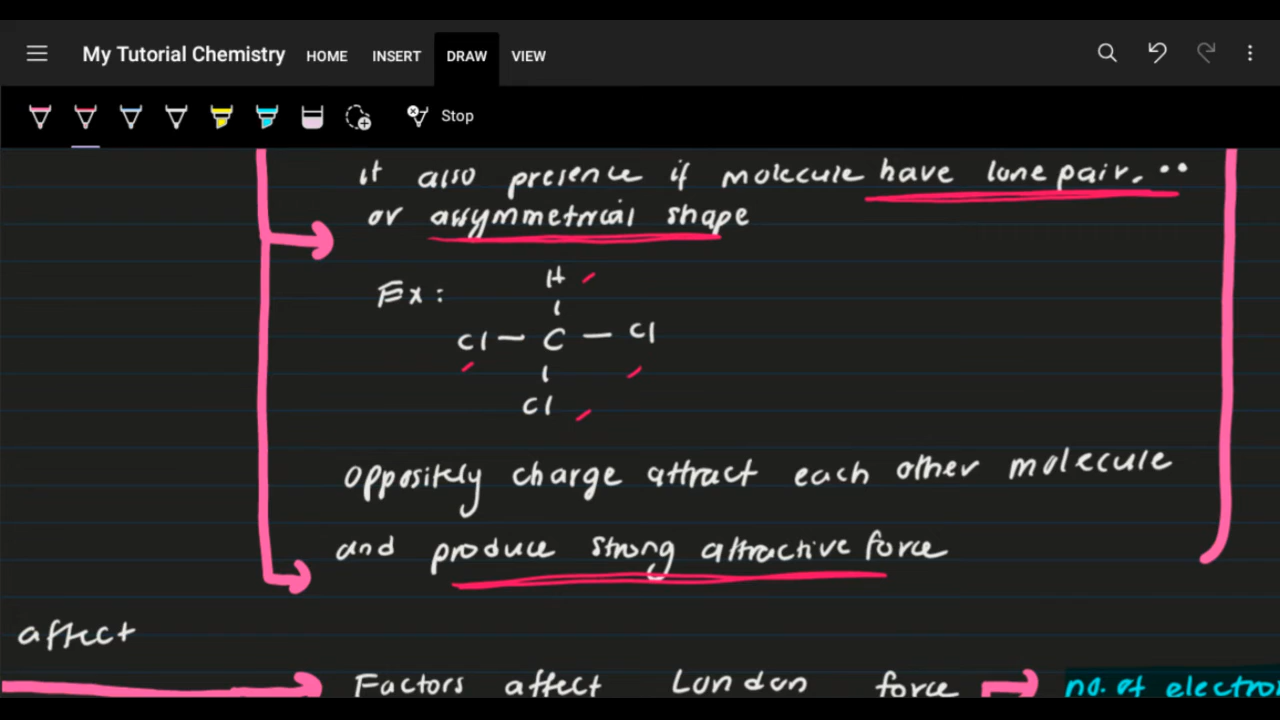 My Tutorial Chemistry HOME INSERT DRAW VIEW
Stop
it also presence if molecule have lone pair. ••
or assymmetrical shape
H
Ex:
Cl - C - Cl
Cl
oppositely charge attract each other molecule
and produce strong attractive force
affect
Factors affect London force no. of electro